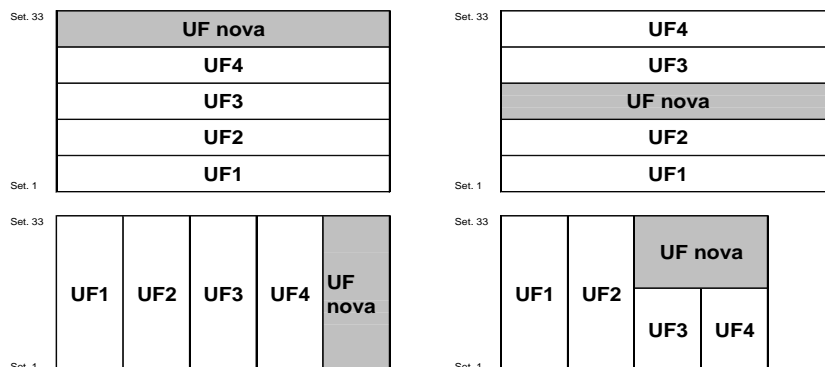 Set. 33
UF nova
UF4
UF3
UF2
UF1
Set. 1
Set. 33
UF4
UF3
UF nova
UF2
UF1
Set. 1
Set. 33
UF1 UF2 UF3 UF4 UF
nova
Set. 1
Set. 33
UF nova
UF1 UF2
UF3 UF4
Set. 1